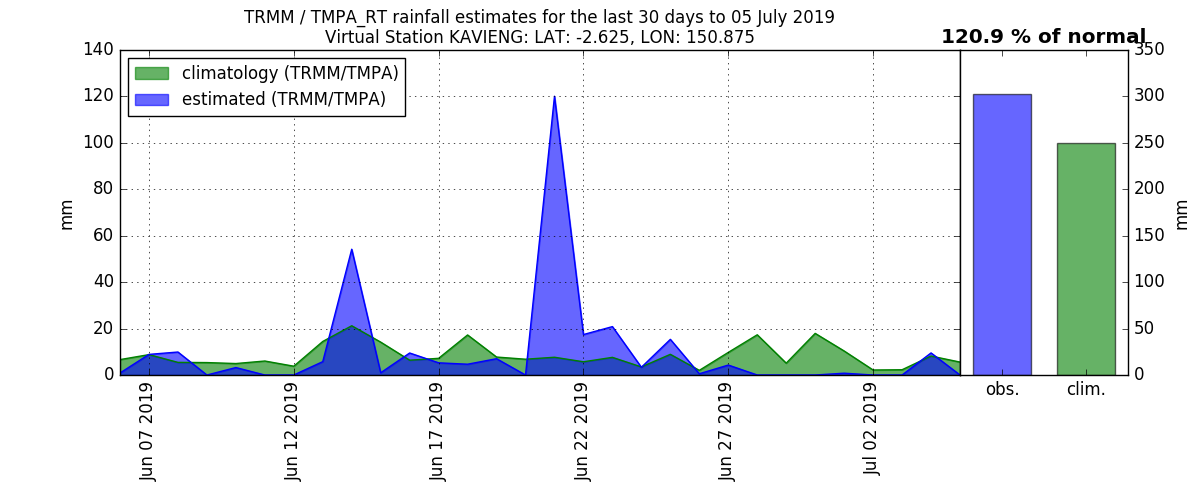 TRMM / TMPA_RT rainfall estimates for the last 30 days to 05 July 2019
Virtual Station KAVIENG: LAT: -2.625, LON: 150.875
120.9 % of normal
climatology (TRMM/TMPA)
estimated (TRMM/TMPA)
140
120
100
80
60
40
20
0
mm
Jun 07 2019
Jun 12 2019
Jun 17 2019
Jun 22 2019
Jun 27 2019
Jul 02 2019
350
300
250
200
150
100
50
0
mm
obs.
clim.